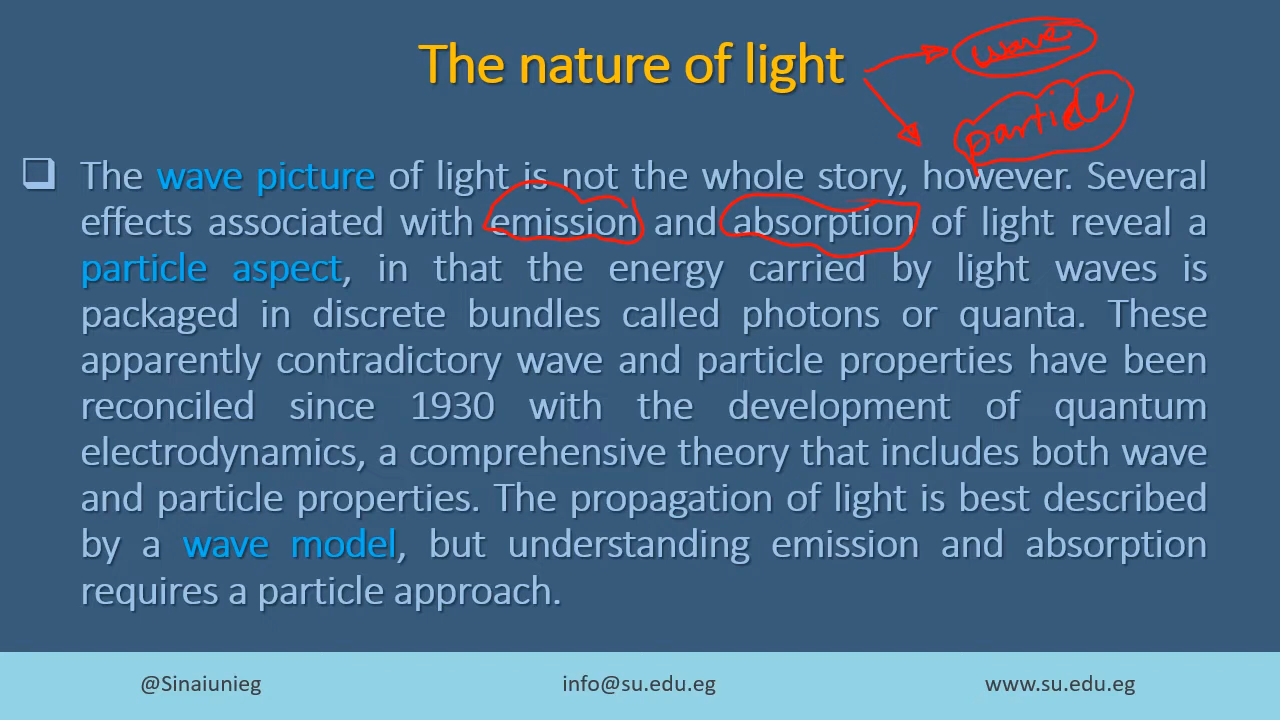 The nature of light
wave
particle
❑ The wave picture of light is not the whole story, however. Several
effects associated with emission and absorption of light reveal a
particle aspect, in that the energy carried by light waves is
packaged in discrete bundles called photons or quanta. These
apparently contradictory wave and particle properties have been
reconciled since 1930 with the development of quantum
electrodynamics, a comprehensive theory that includes both wave
and particle properties. The propagation of light is best described
by a wave model, but understanding emission and absorption
requires a particle approach.
@Sinaiunieg info@su.edu.eg www.su.edu.eg